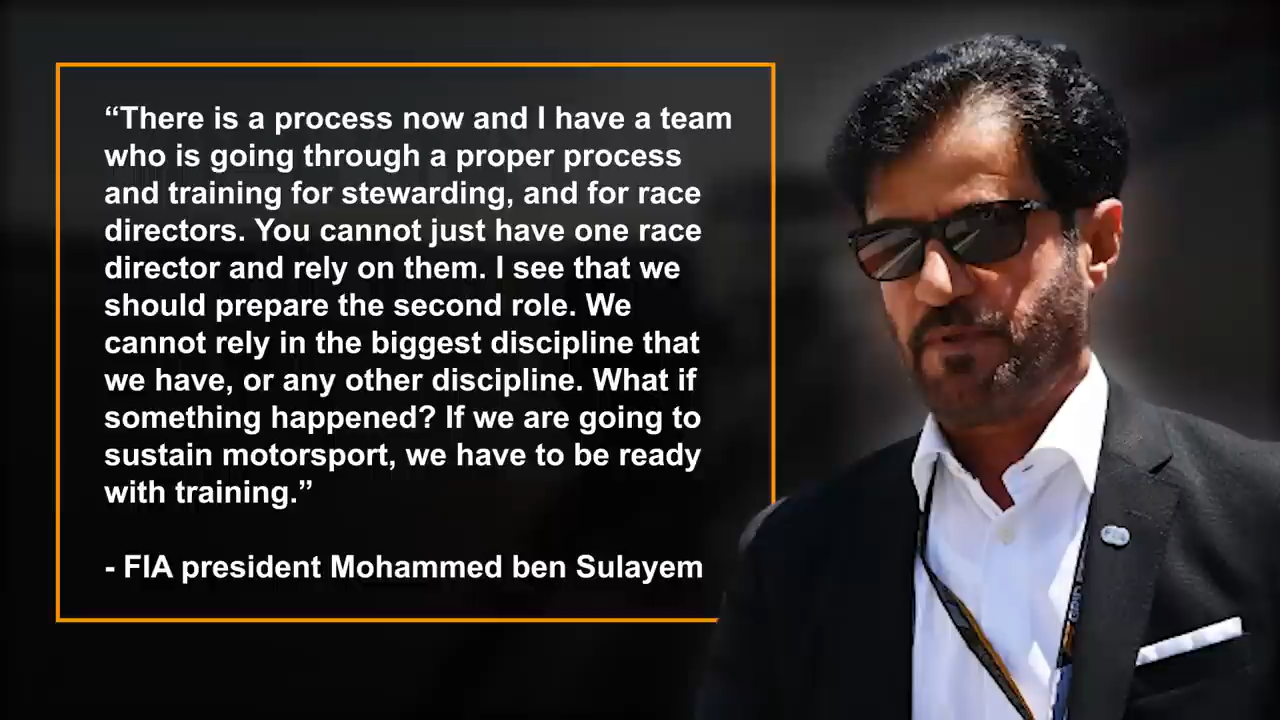 “There is a process now and I have a team
who is going through a proper process
and training for stewarding, and for race
directors. You cannot just have one race
director and rely on them. I see that we
should prepare the second role. We
cannot rely in the biggest discipline that
we have, or any other discipline. What if
something happened? If we are going to
sustain motorsport, we have to be ready
with training.”
- FIA president Mohammed ben Sulayem